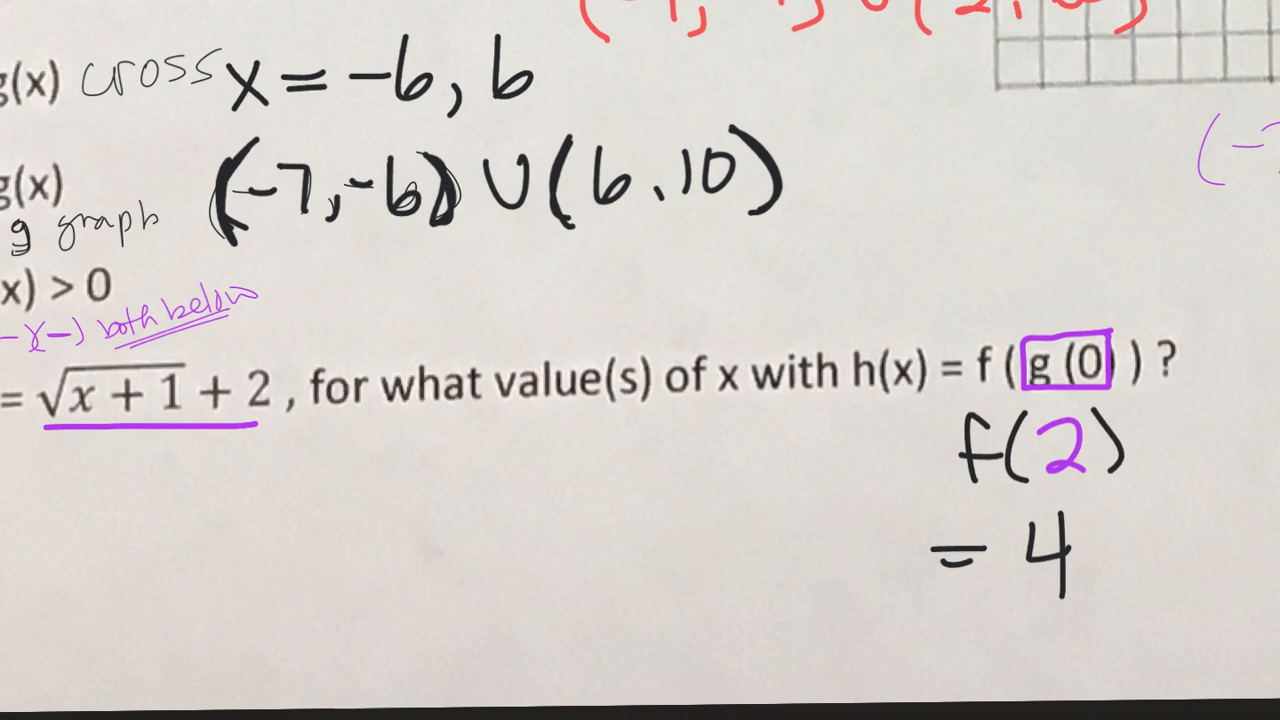 g(x) cross x = -6, 6
g(x) (-7, -6) ∪ (6, 10)
g graph
x) > 0
both below
= √x + 1 + 2 , for what value(s) of x with h(x) = f ( g (0) ) ?
f(2)
= 4